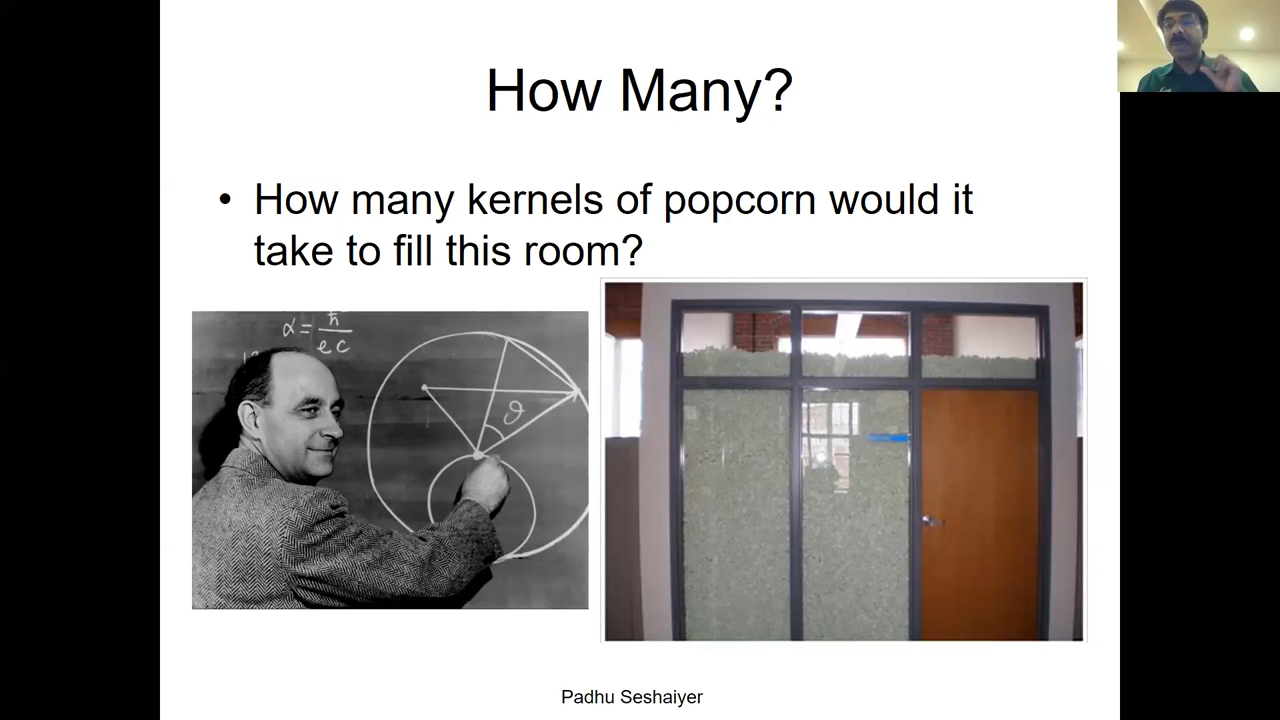 How Many?
• How many kernels of popcorn would it
take to fill this room?
α = ħ
e c
ϑ
Padhu Seshaiyer